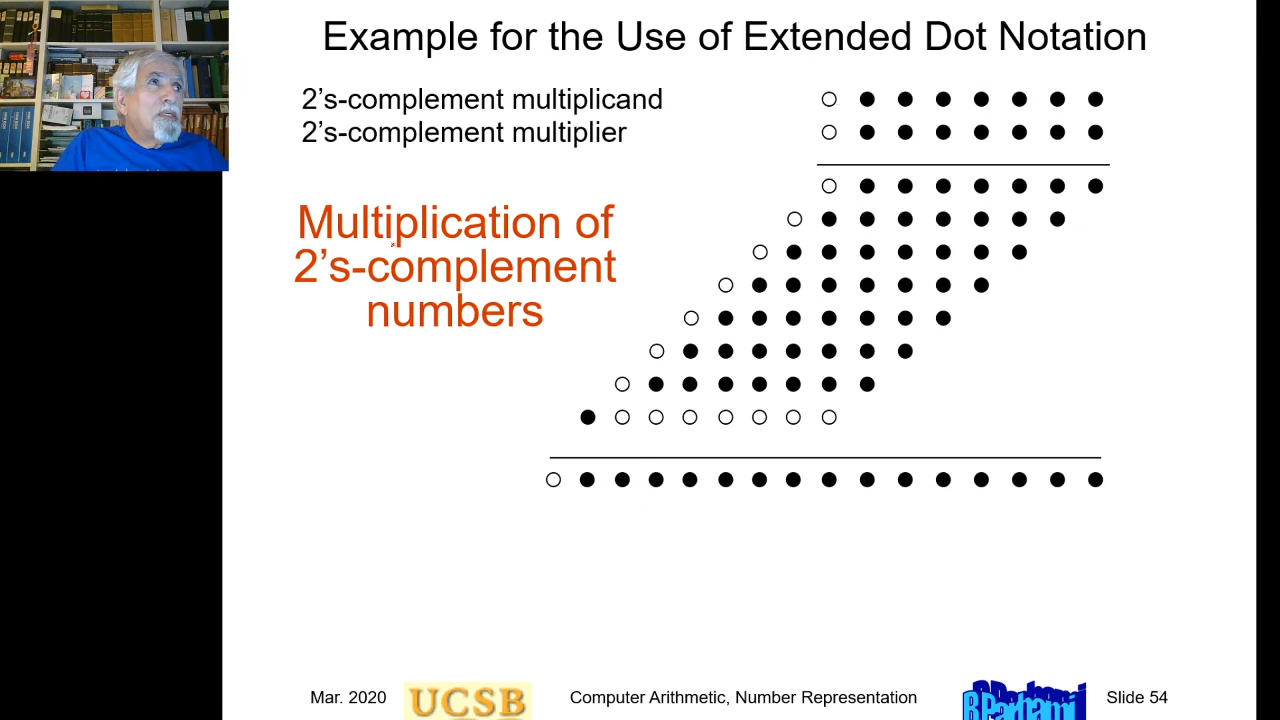 Example for the Use of Extended Dot Notation
2’s-complement multiplicand
2’s-complement multiplier
Multiplication of
2’s-complement
numbers
Mar. 2020
UCSB
Computer Arithmetic, Number Representation
B. Parhami
Slide 54